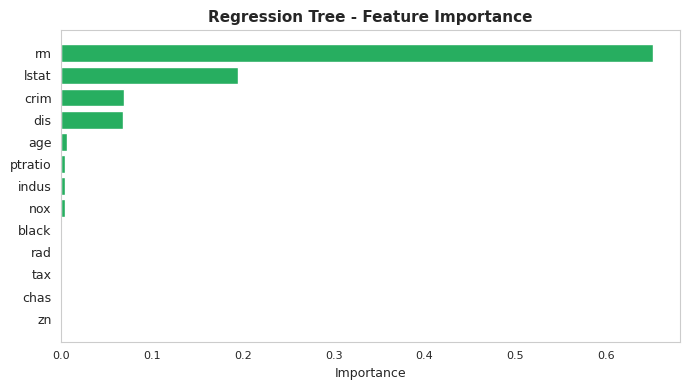 Regression Tree - Feature Importance
rm
lstat
crim
dis
age
ptratio
indus
nox
black
rad
tax
chas
zn
0.0 0.1 0.2 0.3 0.4 0.5 0.6
Importance